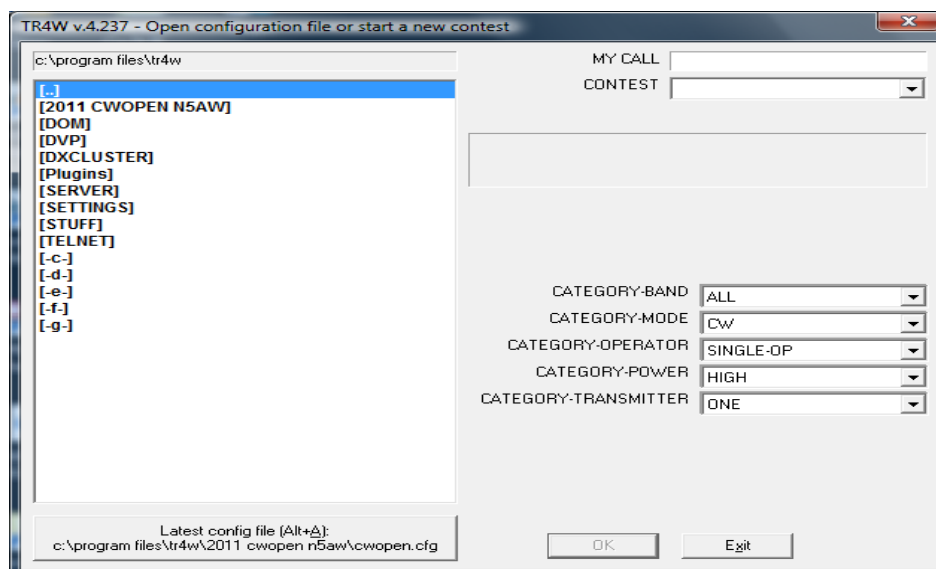 TR4W v.4.237 - Open configuration file or start a new contest
c:\program files\tr4w
[..]
[2011 CWOPEN N5AW]
[DOM]
[DVP]
[DXCLUSTER]
[Plugins]
[SERVER]
[SETTINGS]
[STUFF]
[TELNET]
[-c-]
[-d-]
[-e-]
[-f-]
[-g-]
Latest config file (Alt+A):
c:\program files\tr4w\2011 cwopen n5aw\cwopen.cfg
MY CALL
CONTEST
CATEGORY-BAND ALL
CATEGORY-MODE CW
CATEGORY-OPERATOR SINGLE-OP
CATEGORY-POWER HIGH
CATEGORY-TRANSMITTER ONE
OK Exit